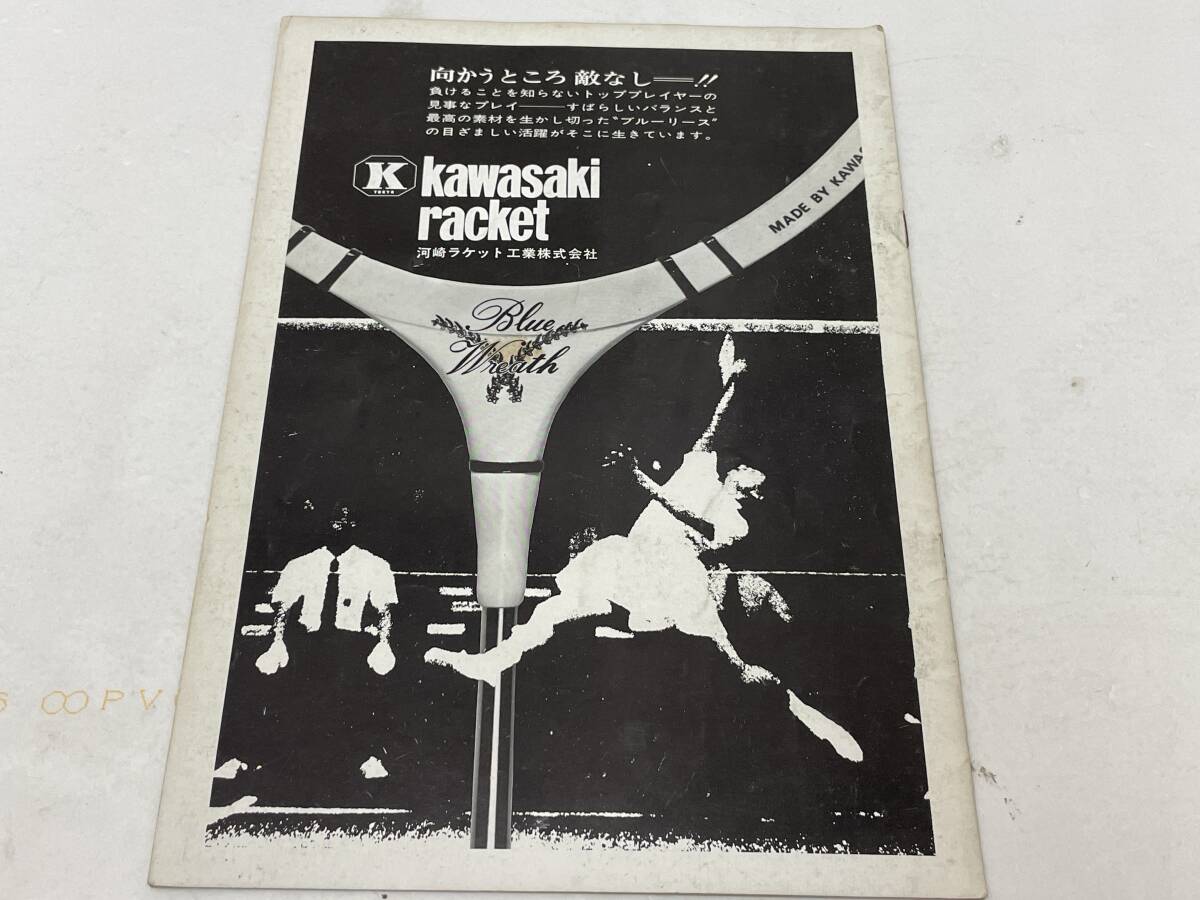 向かうところ 敵なし──!!
負けることを知らないトッププレイヤーの
見事なプレイ──すばらしいバランスと
最高の素材を生かし切った“ブルーリース”
の目ざましい活躍がそこに生きています。
K
TOKYO
kawasaki
racket
河崎ラケット工業株式会社
MADE BY KAWAS
Blue
Wreath